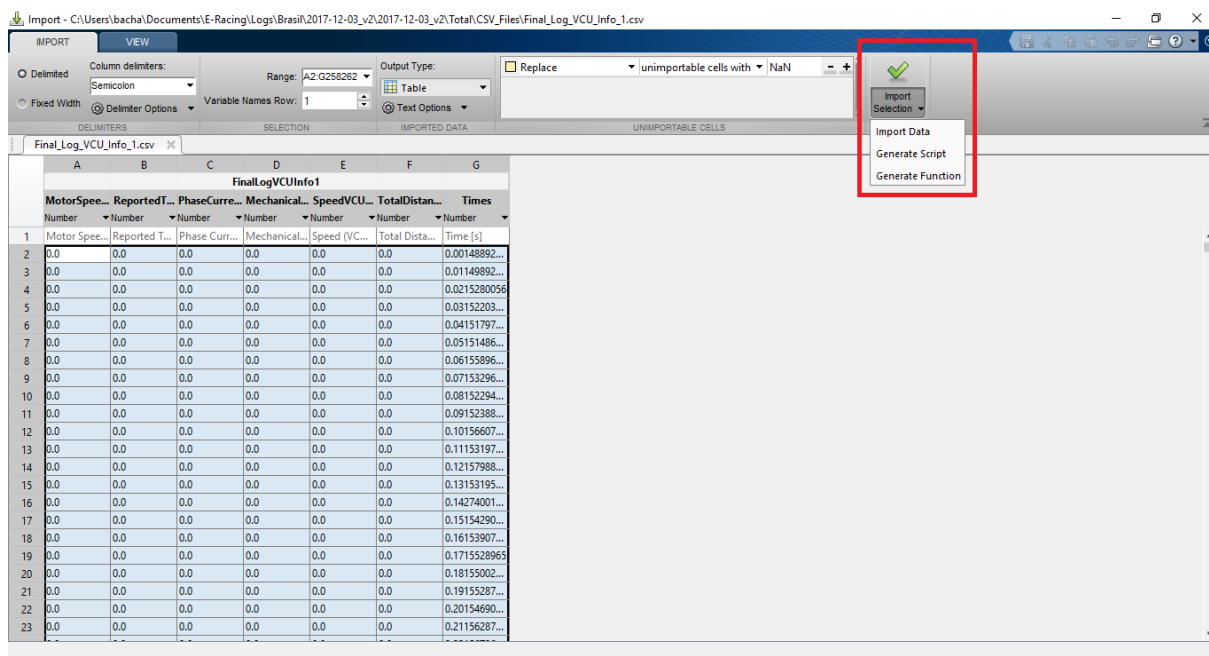 Import - C:\Users\bacha\Documents\E-Racing\Logs\Brasil\2017-12-03_v2\2017-12-03_v2\Total\CSV_Files\Final_Log_VCU_Info_1.csv
IMPORT VIEW
Delimited
Fixed Width
Column delimiters:
Semicolon
Delimiter Options
DELIMITERS
Range: A2:G258262
Variable Names Row: 1
SELECTION
Output Type:
Table
Text Options
IMPORTED DATA
Replace unimportable cells with NaN - +
UNIMPORTABLE CELLS
Import
Selection
Import Data
Generate Script
Generate Function
Final_Log_VCU_Info_1.csv
A B C D E F G
FinalLogVCUInfo1
MotorSpee... ReportedT... PhaseCurre... Mechanical... SpeedVCU... TotalDistan... Times
Number Number Number Number Number Number Number
1 Motor Spee... Reported T... Phase Curr... Mechanical... Speed (VC... Total Dista... Time [s]
2 0.0 0.0 0.0 0.0 0.0 0.0 0.00148892...
3 0.0 0.0 0.0 0.0 0.0 0.0 0.01149892...
4 0.0 0.0 0.0 0.0 0.0 0.0 0.0215280056
5 0.0 0.0 0.0 0.0 0.0 0.0 0.03152203...
6 0.0 0.0 0.0 0.0 0.0 0.0 0.04151797...
7 0.0 0.0 0.0 0.0 0.0 0.0 0.05151486...
8 0.0 0.0 0.0 0.0 0.0 0.0 0.06155896...
9 0.0 0.0 0.0 0.0 0.0 0.0 0.07153296...
10 0.0 0.0 0.0 0.0 0.0 0.0 0.08152294...
11 0.0 0.0 0.0 0.0 0.0 0.0 0.09152388...
12 0.0 0.0 0.0 0.0 0.0 0.0 0.10156607...
13 0.0 0.0 0.0 0.0 0.0 0.0 0.11153197...
14 0.0 0.0 0.0 0.0 0.0 0.0 0.12157988...
15 0.0 0.0 0.0 0.0 0.0 0.0 0.13153195...
16 0.0 0.0 0.0 0.0 0.0 0.0 0.14274001...
17 0.0 0.0 0.0 0.0 0.0 0.0 0.15154290...
18 0.0 0.0 0.0 0.0 0.0 0.0 0.16153907...
19 0.0 0.0 0.0 0.0 0.0 0.0 0.1715528965
20 0.0 0.0 0.0 0.0 0.0 0.0 0.18155002...
21 0.0 0.0 0.0 0.0 0.0 0.0 0.19155287...
22 0.0 0.0 0.0 0.0 0.0 0.0 0.20154690...
23 0.0 0.0 0.0 0.0 0.0 0.0 0.21156287...